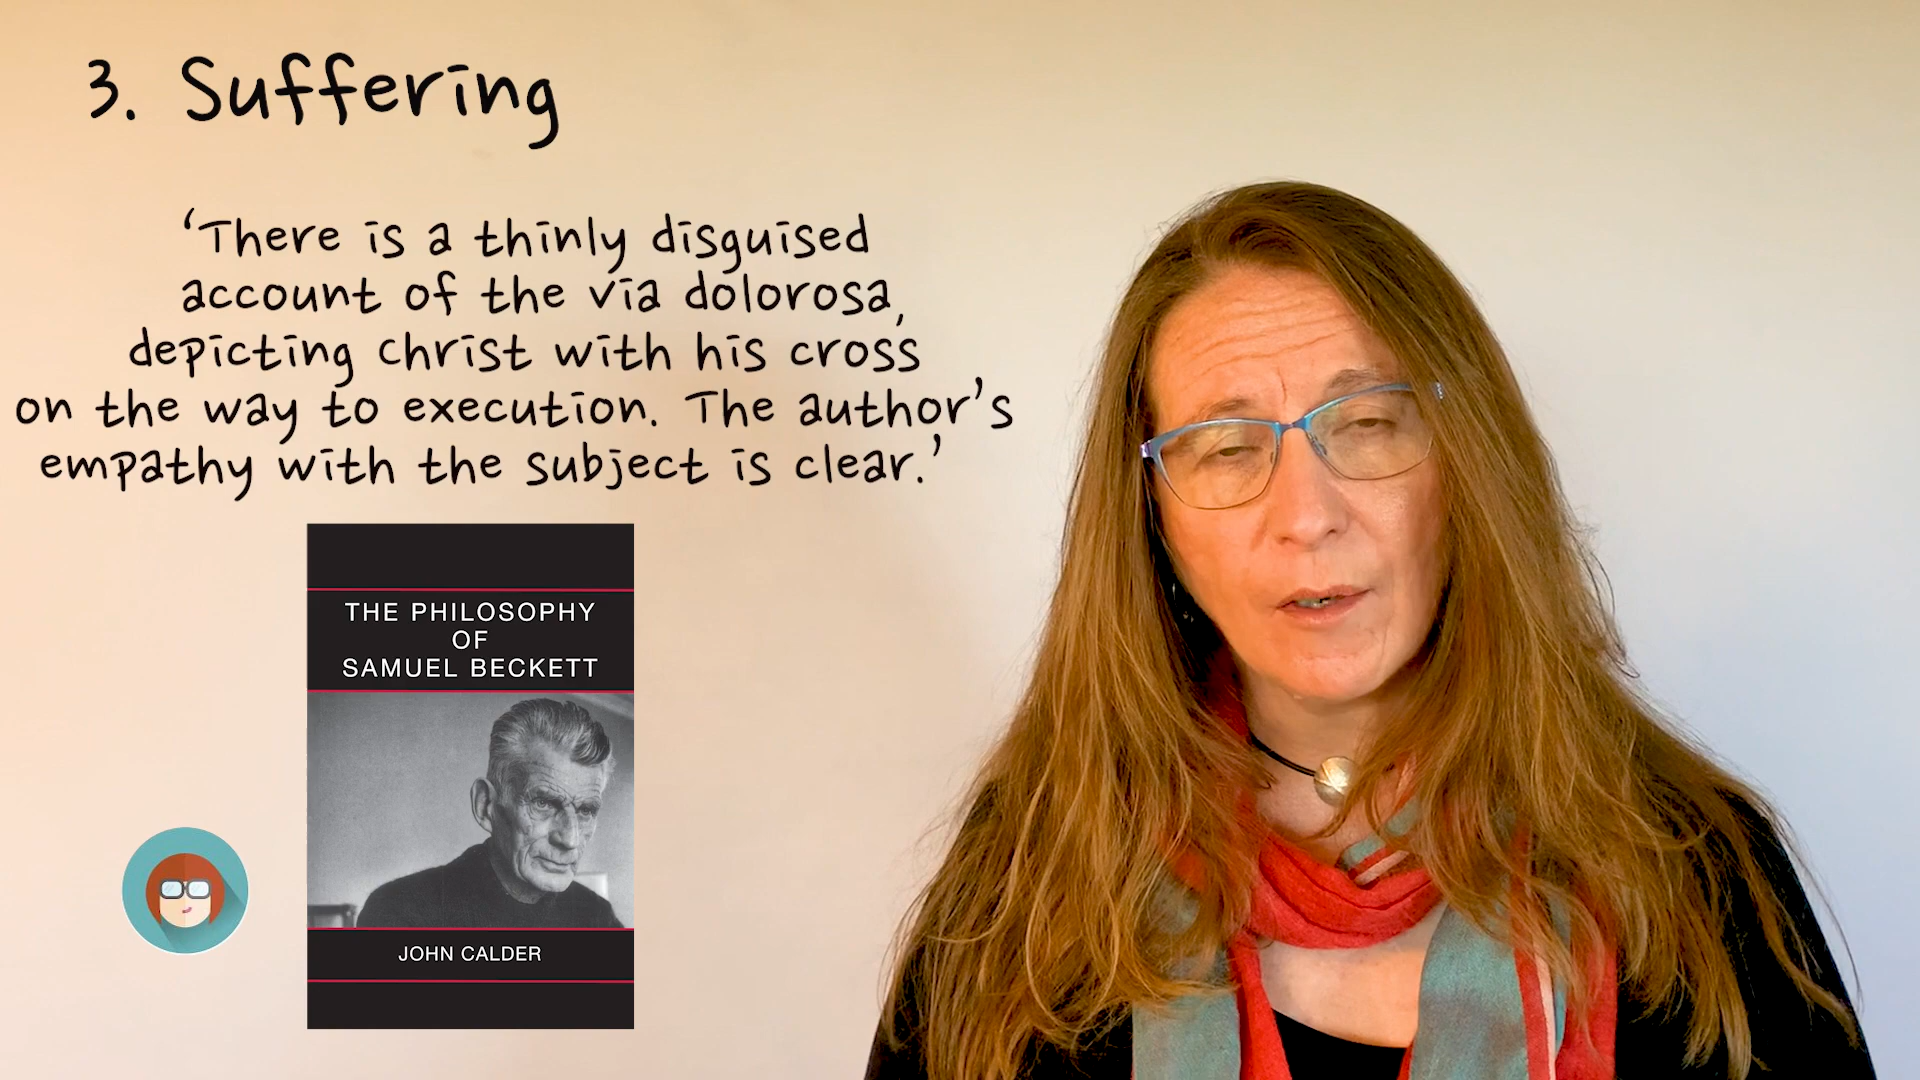 3. Suffering
‘There is a thinly disguised
account of the via dolorosa,
depicting Christ with his cross
on the way to execution. The author’s
empathy with the subject is clear.’
THE PHILOSOPHY
OF
SAMUEL BECKETT
JOHN CALDER